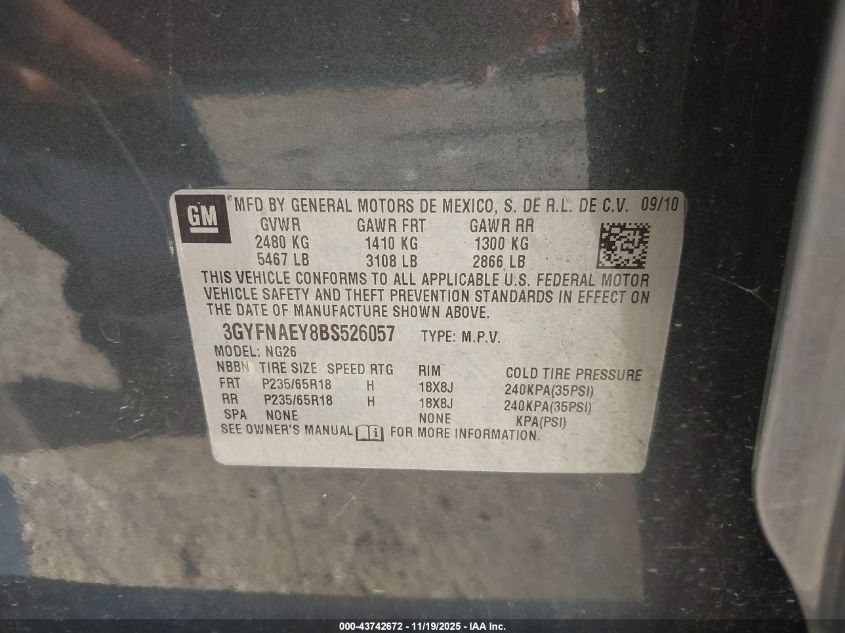 GM MFD BY GENERAL MOTORS DE MEXICO, S. DE R.L. DE C.V. 09/10
GVWR GAWR FRT GAWR RR
2480 KG 1410 KG 1300 KG
5467 LB 3108 LB 2866 LB
THIS VEHICLE CONFORMS TO ALL APPLICABLE U.S. FEDERAL MOTOR
VEHICLE SAFETY AND THEFT PREVENTION STANDARDS IN EFFECT ON
THE DATE OF MANUFACTURE SHOWN ABOVE.
3GYFNAEY8BS526057 TYPE: M.P.V.
MODEL: NG26
NBBN TIRE SIZE SPEED RTG RIM COLD TIRE PRESSURE
FRT P235/65R18 H 18X8J 240KPA(35PSI)
RR P235/65R18 H 18X8J 240KPA(35PSI)
SPA NONE NONE KPA(PSI)
SEE OWNER'S MANUAL FOR MORE INFORMATION.
000-43742672 - 11/19/2025 - IAA Inc.